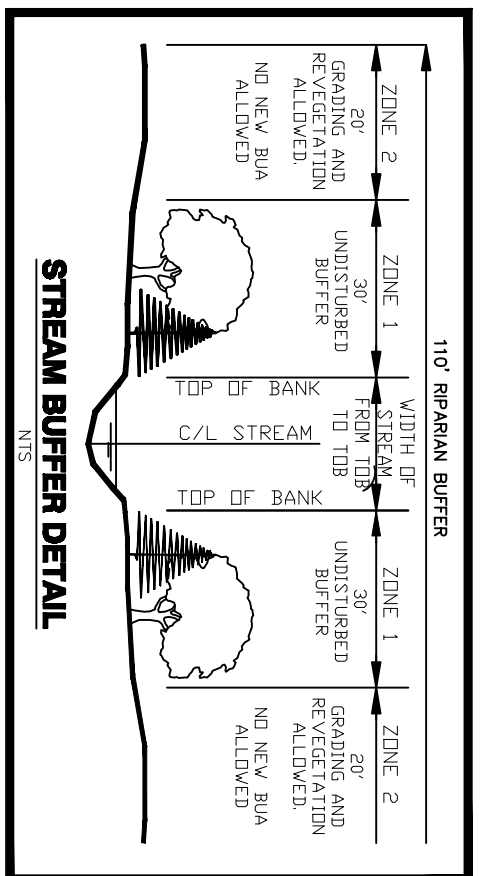 110' RIPARIAN BUFFER
ZONE 2
20'
GRADING AND
REVEGETATION
ALLOWED.
NO NEW BUA
ALLOWED
ZONE 1
30'
UNDISTURBED
BUFFER
WIDTH OF
STREAM
FROM TOB
TO TOB
ZONE 1
30'
UNDISTURBED
BUFFER
ZONE 2
20'
GRADING AND
REVEGETATION
ALLOWED.
NO NEW BUA
ALLOWED
TOP OF BANK
C/L STREAM
TOP OF BANK
STREAM BUFFER DETAIL
NTS